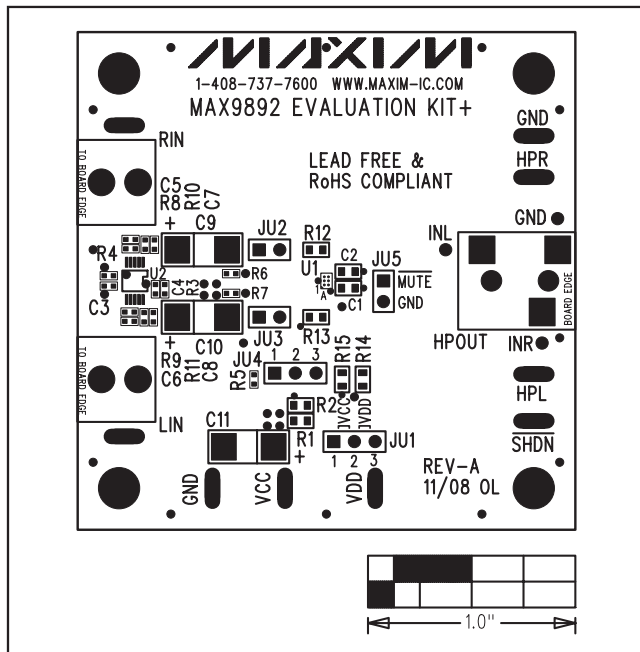 MAXIM
1-408-737-7600 WWW.MAXIM-IC.COM
MAX9892 EVALUATION KIT+
GND
HPR
RIN
LEAD FREE &
RoHS COMPLIANT
TO BOARD EDGE
C5
R8
R10
C7
+
C9
JU2
R12
GND
INL
R4
U2
C4
R3
R6
U1
C2
JU5
MUTE
GND
BOARD EDGE
C3
R7
1
A
C1
C10
JU3
R13
HPOUT
INR
TO BOARD EDGE
+
R9
C6
R11
C8
JU4
R5
1 2 3
R15
R14
HPL
LIN
C11
R2
R1
+
IVCC
IVDD
JU1
1 2 3
SHDN
GND
VCC
VDD
REV-A
11/08 OL
1.0"